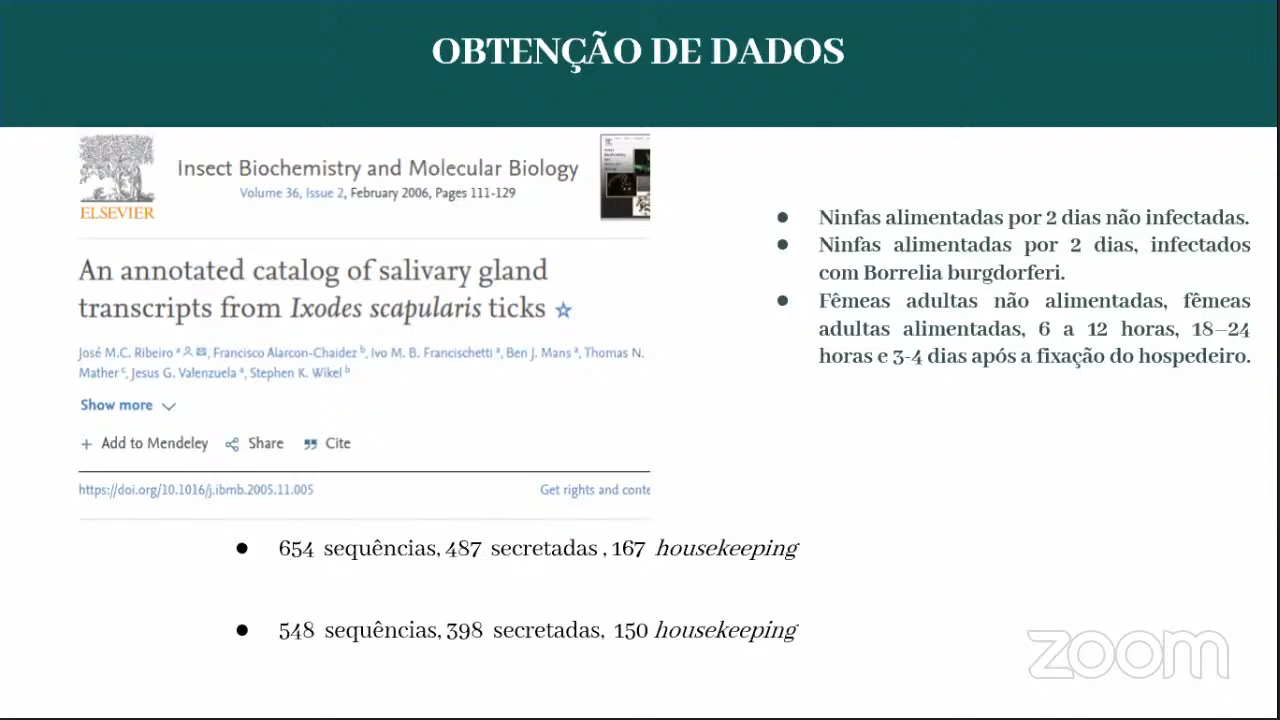 OBTENÇÃO DE DADOS
ELSEVIER
Insect Biochemistry and Molecular Biology
Volume 36, Issue 2, February 2006, Pages 111-129
An annotated catalog of salivary gland
transcripts from Ixodes scapularis ticks
José M.C. Ribeiro a, Francisco Alarcon-Chaidez b, Ivo M. B. Francischetti a, Ben J. Mans a, Thomas N.
Mather c, Jesus G. Valenzuela a, Stephen K. Wikel b
Show more
+ Add to Mendeley Share Cite
https://doi.org/10.1016/j.ibmb.2005.11.005 Get rights and conte
● Ninfas alimentadas por 2 dias não infectadas.
● Ninfas alimentadas por 2 dias, infectados
com Borrelia burgdorferi.
● Fêmeas adultas não alimentadas, fêmeas
adultas alimentadas, 6 a 12 horas, 18–24
horas e 3-4 dias após a fixação do hospedeiro.
● 654 sequências, 487 secretadas , 167 housekeeping
● 548 sequências, 398 secretadas, 150 housekeeping
zoom